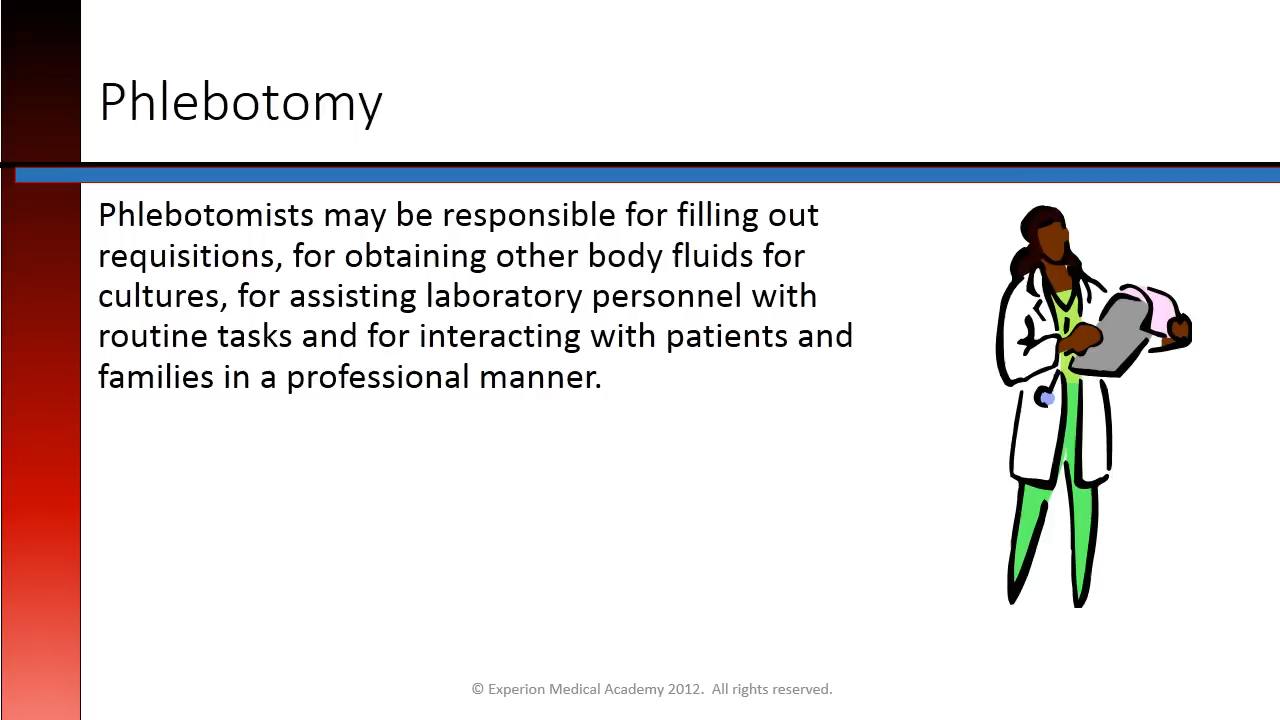 Phlebotomy
Phlebotomists may be responsible for filling out
requisitions, for obtaining other body fluids for
cultures, for assisting laboratory personnel with
routine tasks and for interacting with patients and
families in a professional manner.
© Experion Medical Academy 2012.  All rights reserved.